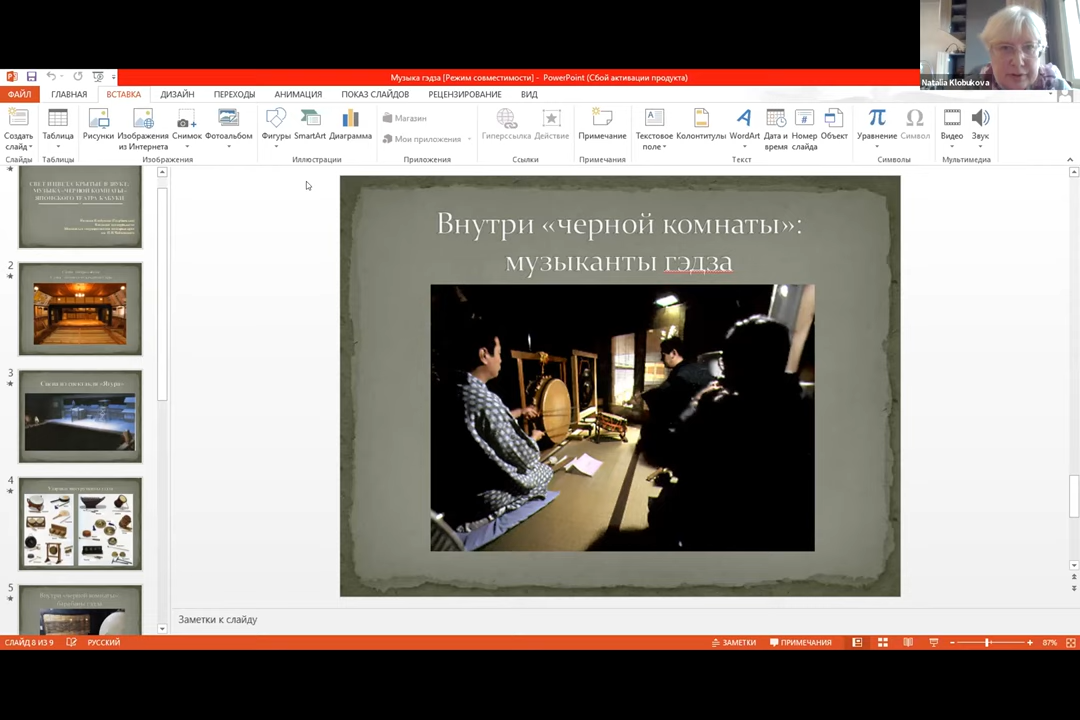 Natalia Klobukova
Музыка гэдза [Режим совместимости] - PowerPoint (Сбой активации продукта)
ФАЙЛ ГЛАВНАЯ ВСТАВКА ДИЗАЙН ПЕРЕХОДЫ АНИМАЦИЯ ПОКАЗ СЛАЙДОВ РЕЦЕНЗИРОВАНИЕ ВИД
Создать слайд
Таблица
Рисунки
Изображения из Интернета
Снимок
Фотоальбом
Фигуры
SmartArt
Диаграмма
Магазин
Мои приложения
Гиперссылка
Действие
Примечание
Текстовое поле
Колонтитулы
WordArt
Дата и время
Номер слайда
Объект
Уравнение
Символ
Видео
Звук
Слайды Таблицы Изображения Иллюстрации Приложения Ссылки Примечания Текст Символы Мультимедиа
2
3
4
5
Внутри «черной комнаты»:
музыканты гэдза
Заметки к слайду
СЛАЙД 8 ИЗ 9 РУССКИЙ ЗАМЕТКИ ПРИМЕЧАНИЯ 87%